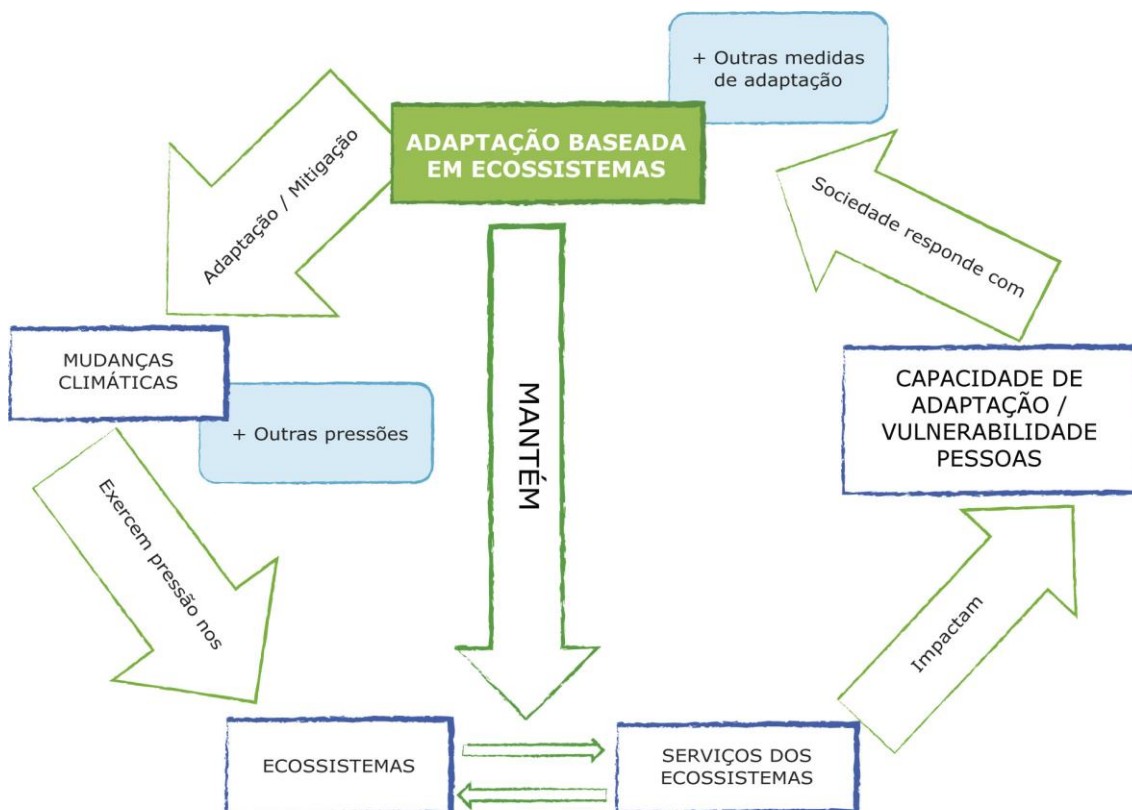 + Outras medidas
de adaptação
ADAPTAÇÃO BASEADA
EM ECOSSISTEMAS
Adaptação / Mitigação
Sociedade responde com
MUDANÇAS
CLIMÁTICAS
+ Outras pressões
MANTÉM
CAPACIDADE DE
ADAPTAÇÃO /
VULNERABILIDADE
PESSOAS
Exercem pressão nos
Impactam
ECOSSISTEMAS
SERVIÇOS DOS
ECOSSISTEMAS